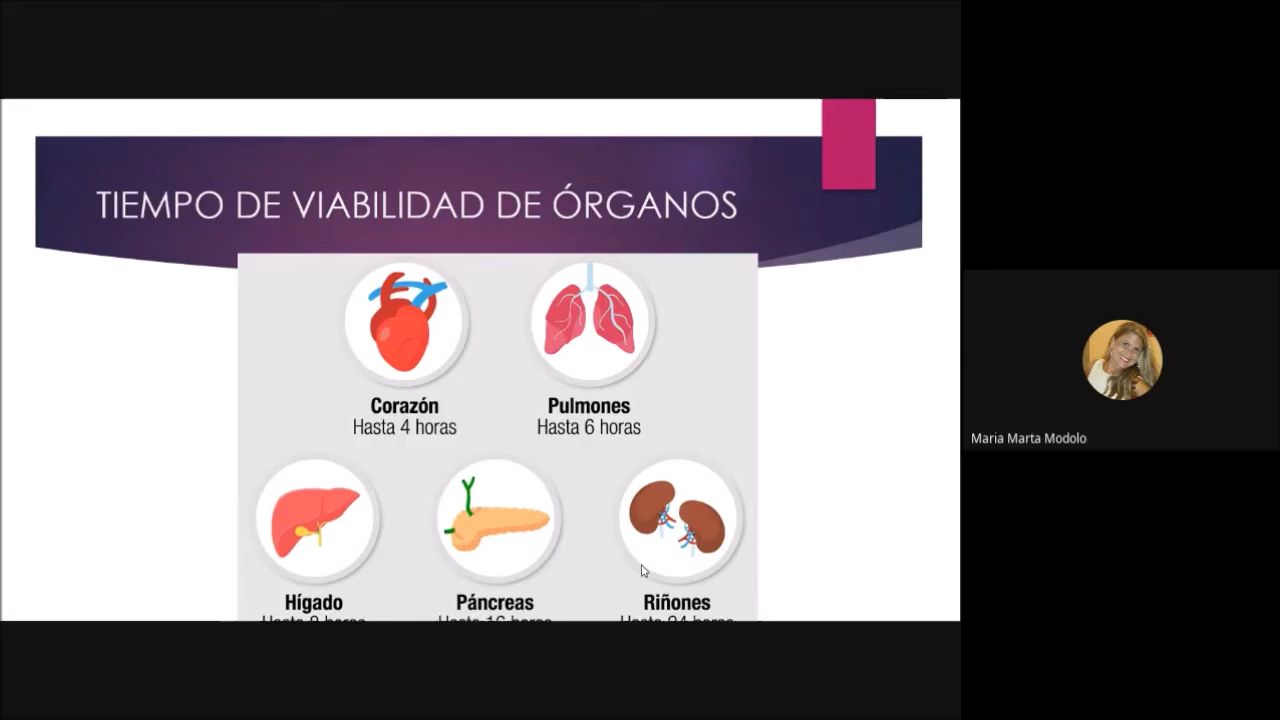 TIEMPO DE VIABILIDAD DE ÓRGANOS
Corazón
Hasta 4 horas
Pulmones
Hasta 6 horas
Maria Marta Modolo
Hígado
Páncreas
Riñones